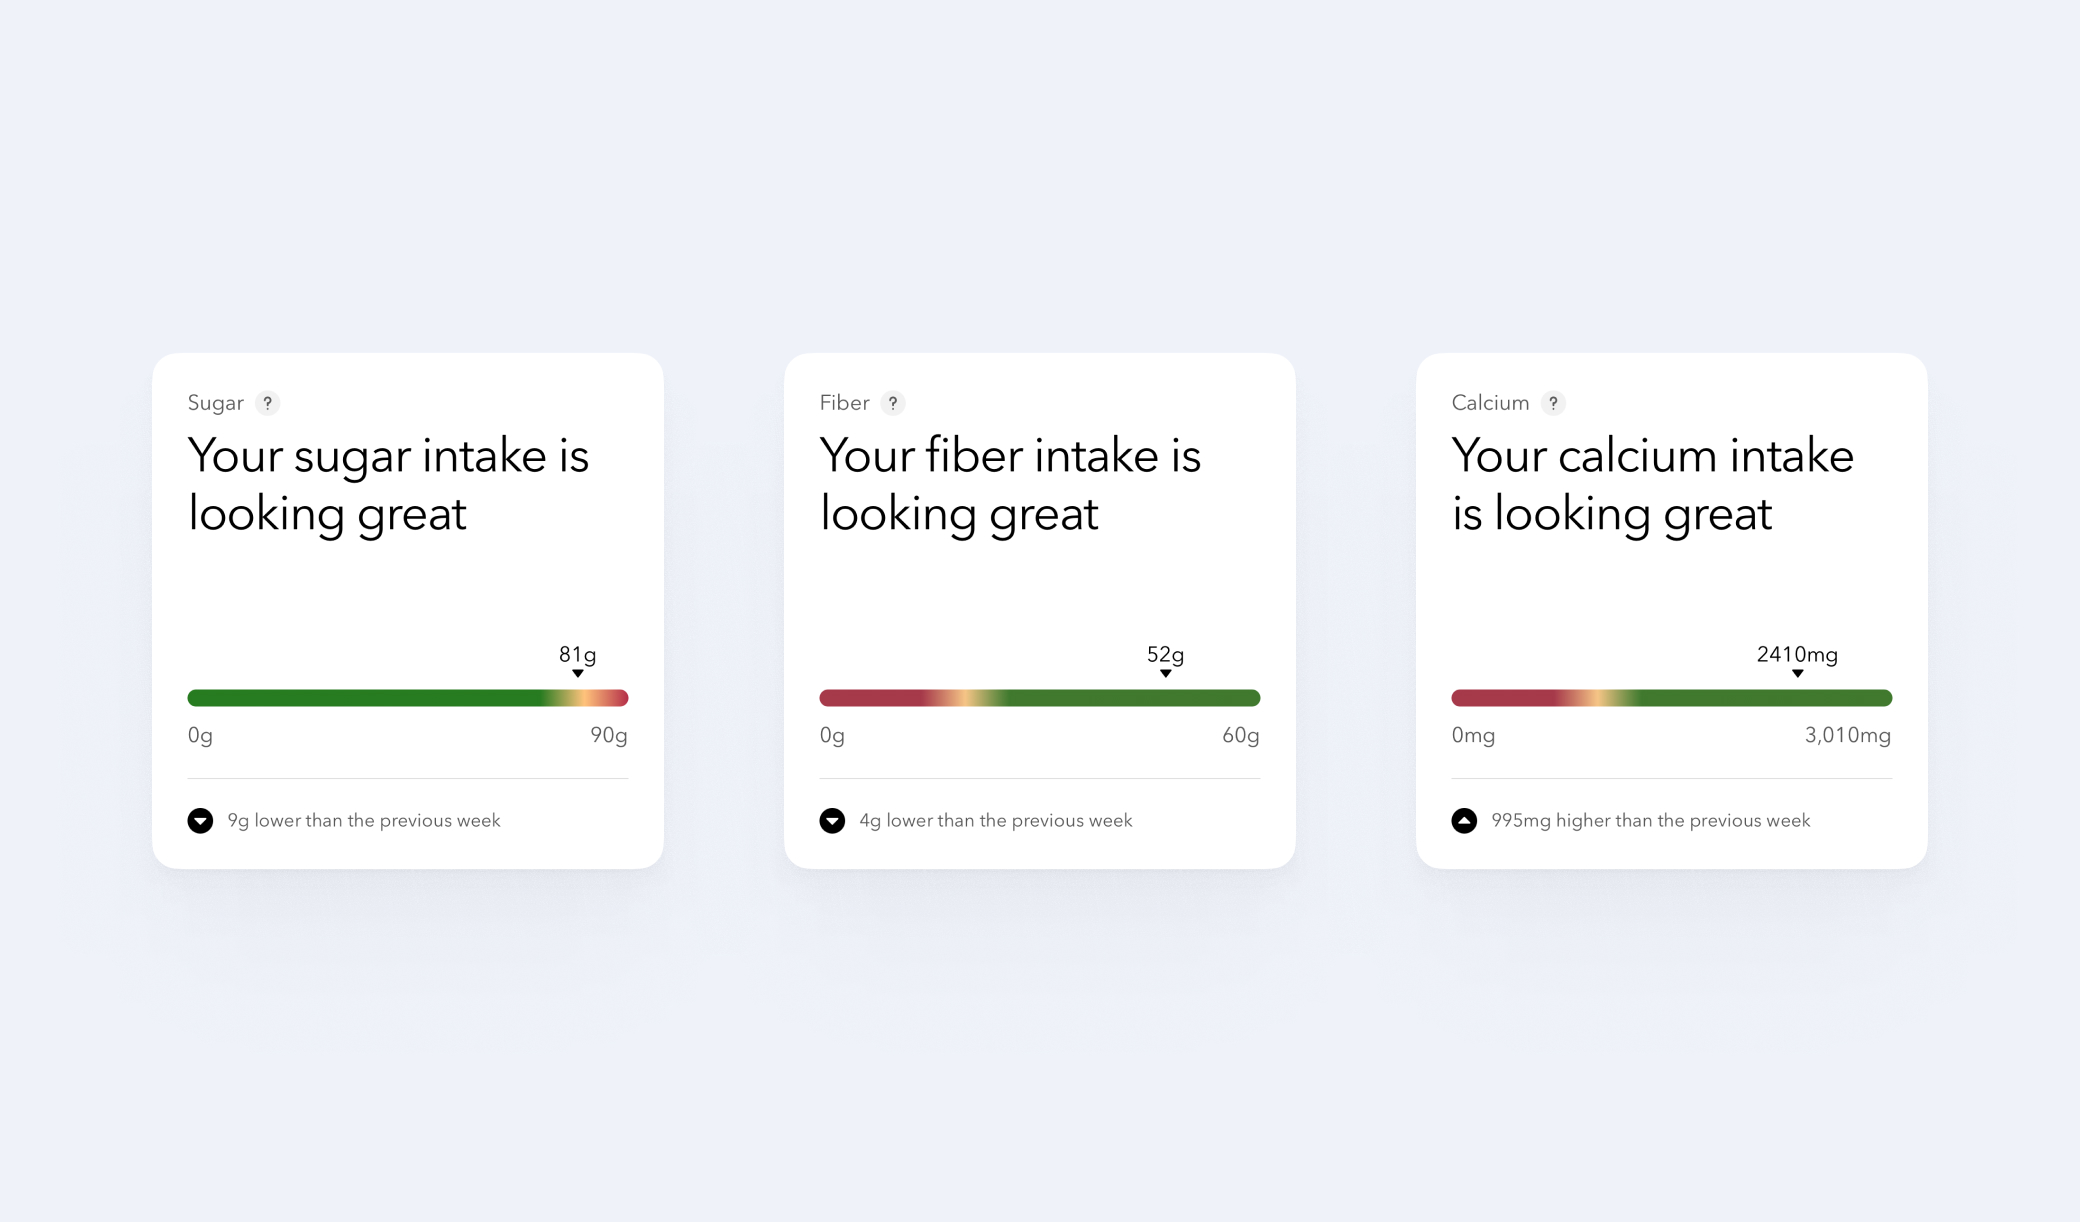 Sugar ?
Your sugar intake is
looking great
81g
0g 90g
9g lower than the previous week
Fiber ?
Your fiber intake is
looking great
52g
0g 60g
4g lower than the previous week
Calcium ?
Your calcium intake
is looking great
2410mg
0mg 3,010mg
995mg higher than the previous week